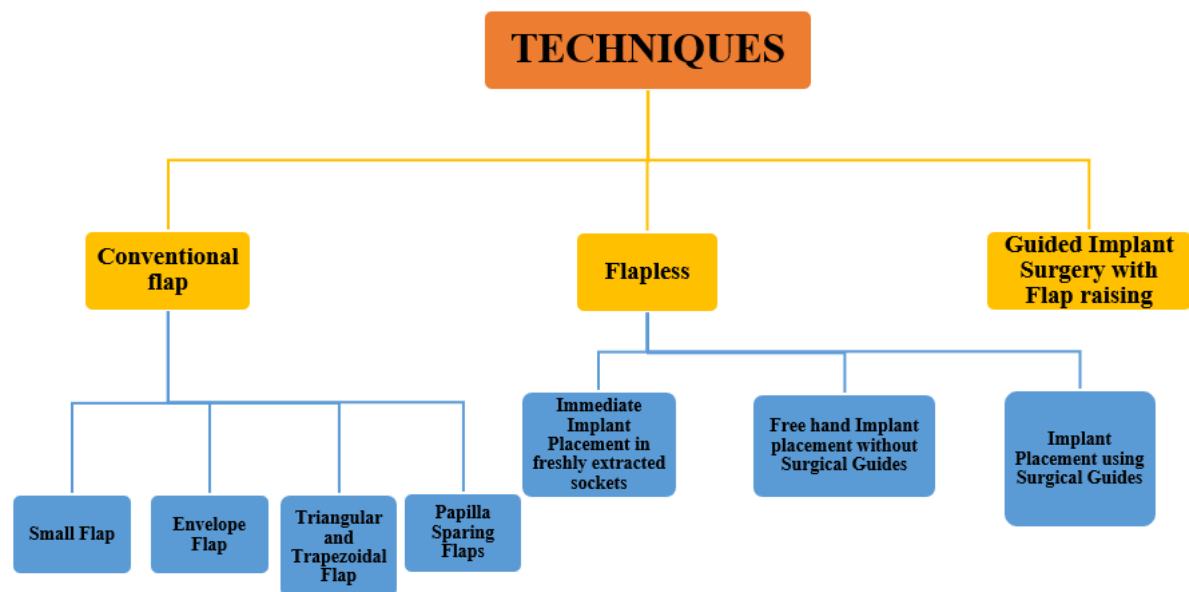 TECHNIQUES
Conventional
flap
Flapless
Guided Implant
Surgery with
Flap raising
Small Flap
Envelope
Flap
Triangular
and
Trapezoidal
Flap
Papilla
Sparing
Flaps
Immediate
Implant
Placement in
freshly extracted
sockets
Free hand Implant
placement without
Surgical Guides
Implant
Placement using
Surgical Guides